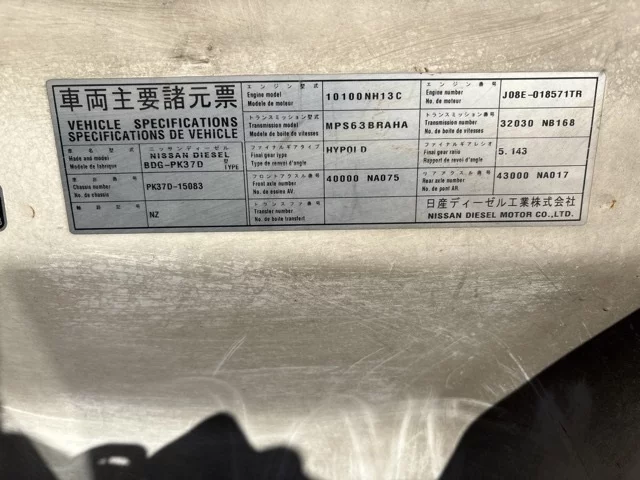 車両主要諸元票
VEHICLE SPECIFICATIONS
SPECIFICATIONS DE VEHICLE
車名
Made and model
Modele de fabrique
ニッサンディーゼル
NISSAN DIESEL
BDG-PK37D 型 TYPE
車台番号
Chassis number
No. de chassis
PK37D-15083
NZ
エンジン型式
Engine model
Modele de moteur
10100NH13C
エンジン番号
Engine number
No. de moteur
J08E-018571TR
トランスミッション型式
Transmission model
Modele de boite de vitesses
MPS63BRAHA
トランスミッション番号
Transmission number
No. de boite de vitesses
32030 NB168
ファイナルギアタイプ
Final gear type
Type de renvoi d'angle
HYPOID
ファイナルギアレシオ
Final gear ratio
Rapport de renvoi d'angle
5.143
フロントアクスル番号
Front axle number
No. de essieu AV.
40000 NA075
リアアクスル番号
Rear axle number
No. de pont AR.
43000 NA017
トランスファ番号
Transfer number
No. de boite transfert
日産ディーゼル工業株式会社
NISSAN DIESEL MOTOR CO.,LTD.